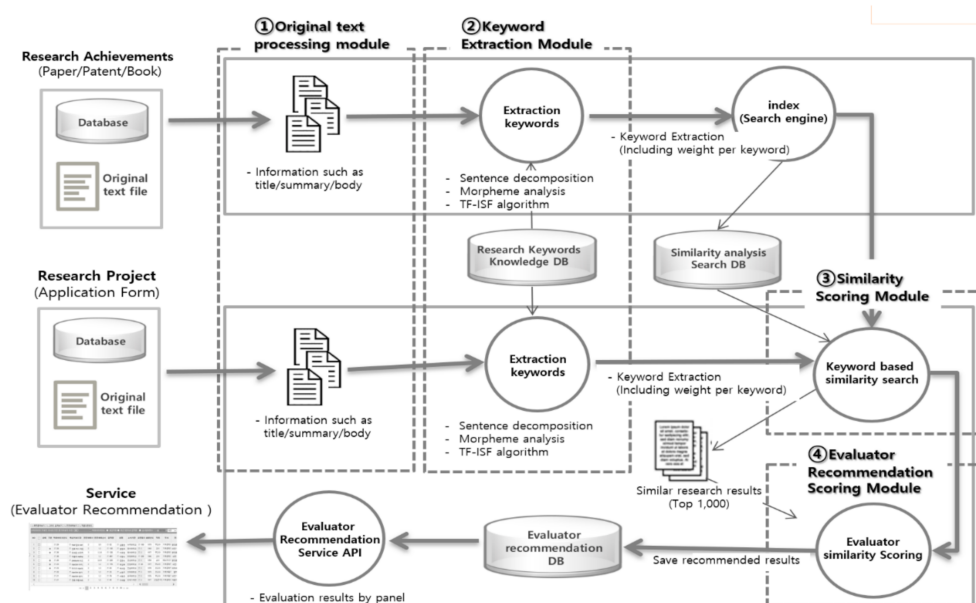 ①Original text
processing module
②Keyword
Extraction Module
Research Achievements
(Paper/Patent/Book)
Database
Original
text file
- Information such as
title/summary/body
Extraction
keywords
- Sentence decomposition
- Morpheme analysis
- TF-ISF algorithm
- Keyword Extraction
(Including weight per keyword)
index
(Search engine)
Research Keywords
Knowledge DB
Similarity analysis
Search DB
Research Project
(Application Form)
Database
Original
text file
- Information such as
title/summary/body
Extraction
keywords
- Sentence decomposition
- Morpheme analysis
- TF-ISF algorithm
- Keyword Extraction
(Including weight per keyword)
③Similarity
Scoring Module
Keyword based
similarity search
Similar research results
(Top 1,000)
④Evaluator
Recommendation
Scoring Module
Evaluator
similarity Scoring
Save recommended results
Evaluator
recommendation
DB
Evaluator
Recommendation
Service API
- Evaluation results by panel
Service
(Evaluator Recommendation )